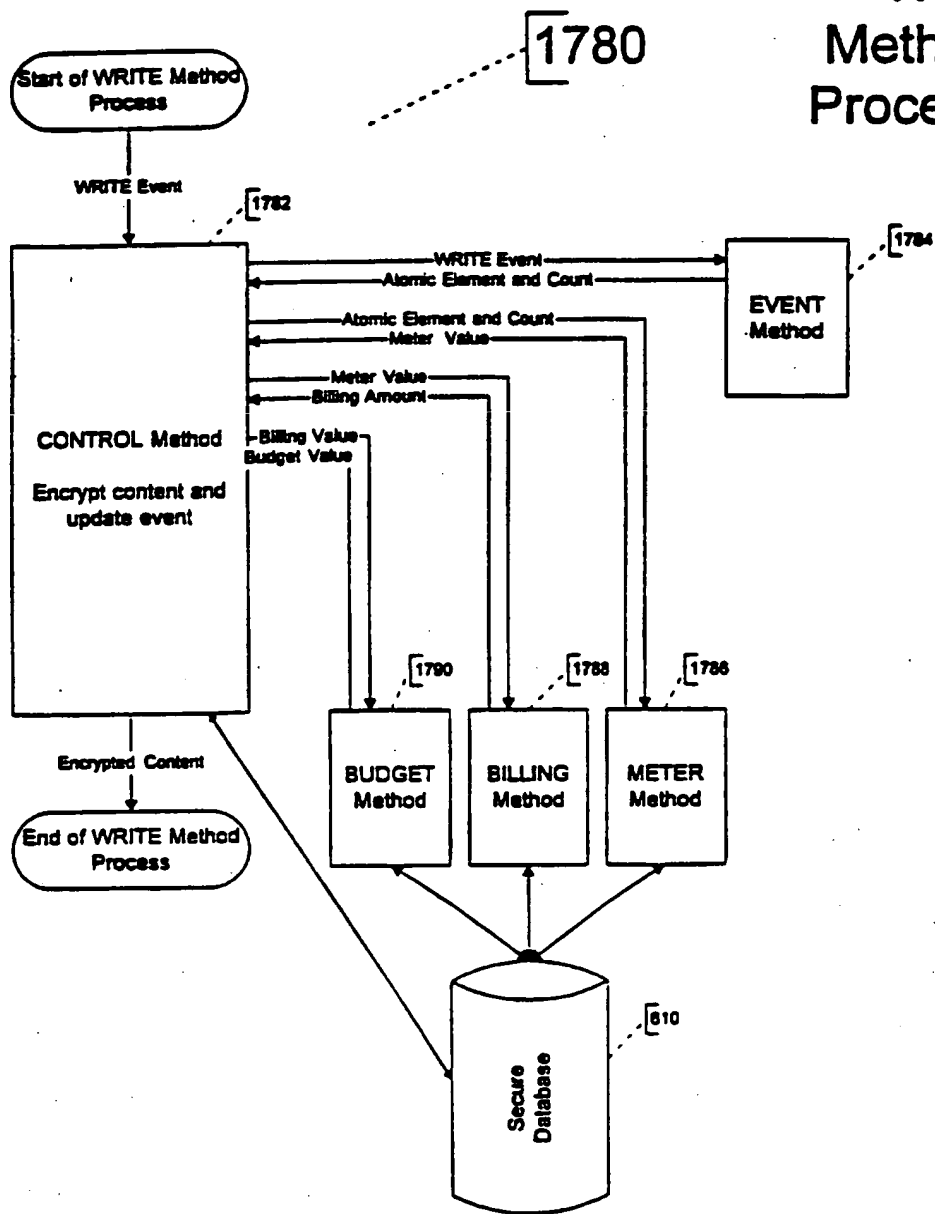 1780
Meth
Proce
Start of WRITE Method
Process
WRITE Event
1782
1784
WRITE Event
Atomic Element and Count
EVENT
Method
Atomic Element and Count
Meter Value
Meter Value
Billing Amount
CONTROL Method
Billing Value
Budget Value
Encrypt content and
update event
1790
1788
1786
Encrypted Content
BUDGET
Method
BILLING
Method
METER
Method
End of WRITE Method
Process
610
Secure
Database